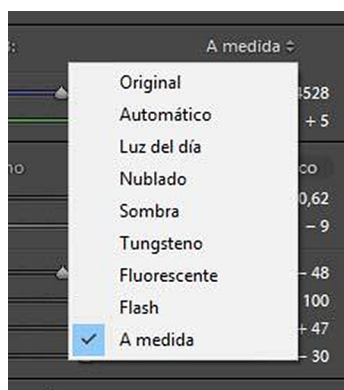 A medida
Original
Automático
4528
Luz del día
+ 5
Nublado
co
Sombra
0,62
Tungsteno
– 9
Fluorescente
– 48
Flash
100
A medida
+ 47
– 30